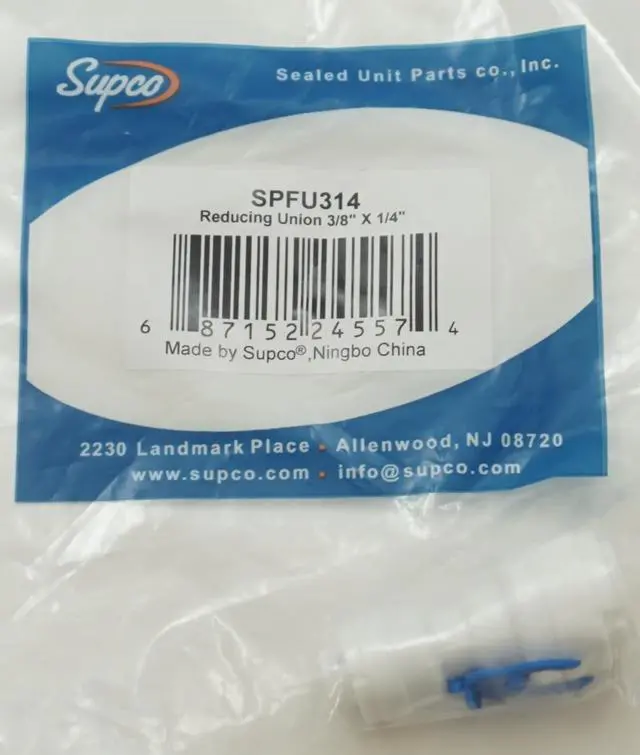 Supco
Sealed Unit Parts co., Inc.
SPFU314
Reducing Union 3/8" X 1/4"
6 87152 24557 4
Made by Supco®,Ningbo China
2230 Landmark Place • Allenwood, NJ 08720
www.supco.com • info@supco.com